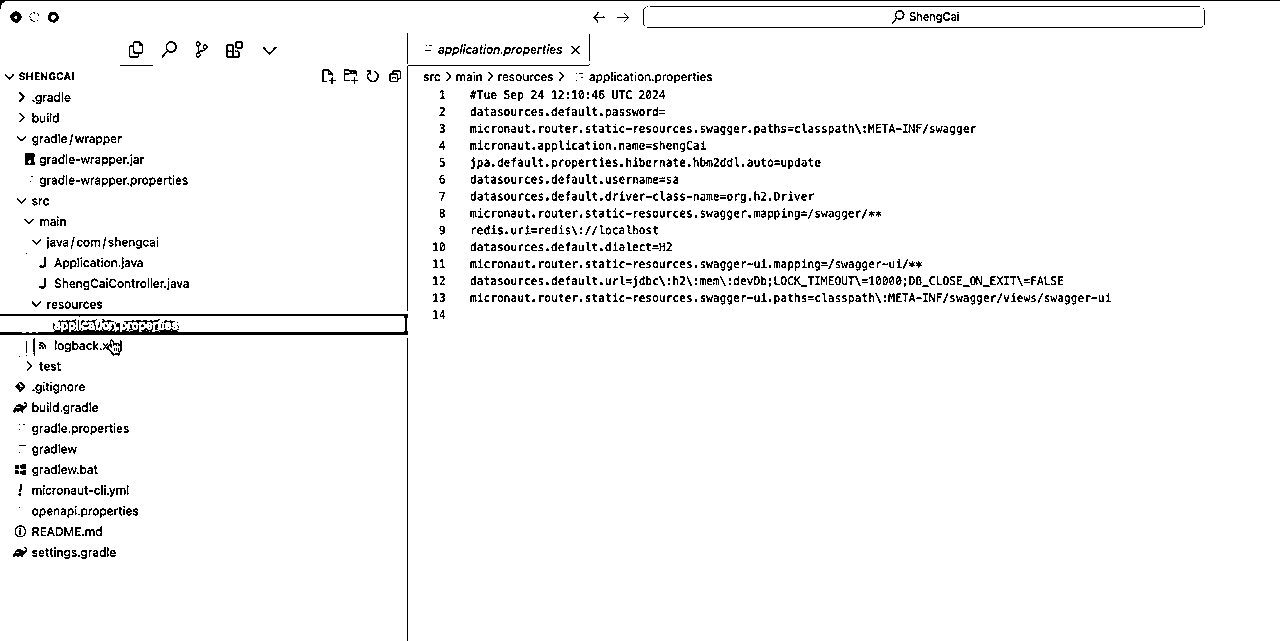 ShengCai
SHENGCAI
.gradle
build
gradle/wrapper
gradle-wrapper.jar
gradle-wrapper.properties
src
main
java/com/shengcai
Application.java
ShengCaiController.java
resources
application.properties
logback.x
test
.gitignore
build.gradle
gradle.properties
gradlew
gradlew.bat
micronaut-cli.yml
openapi.properties
README.md
settings.gradle
application.properties
src > main > resources > application.properties
1 #Tue Sep 24 12:10:46 UTC 2024
2 datasources.default.password=
3 micronaut.router.static-resources.swagger.paths=classpath\:META-INF/swagger
4 micronaut.application.name=shengCai
5 jpa.default.properties.hibernate.hbm2ddl.auto=update
6 datasources.default.username=sa
7 datasources.default.driver-class-name=org.h2.Driver
8 micronaut.router.static-resources.swagger.mapping=/swagger/**
9 redis.uri=redis\://localhost
10 datasources.default.dialect=H2
11 micronaut.router.static-resources.swagger-ui.mapping=/swagger-ui/**
12 datasources.default.url=jdbc\:h2\:mem\:devDb;LOCK_TIMEOUT\=10000;DB_CLOSE_ON_EXIT\=FALSE
13 micronaut.router.static-resources.swagger-ui.paths=classpath\:META-INF/swagger/views/swagger-ui
14